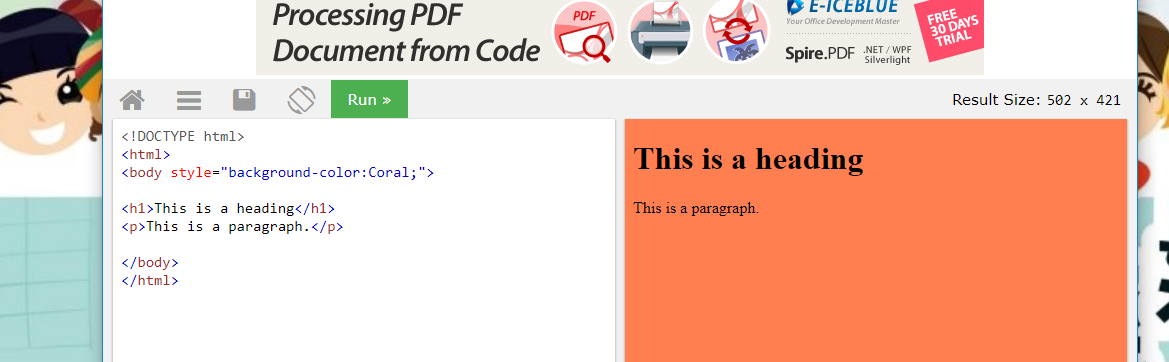 Processing PDF
Document from Code
PDF
E-ICEBLUE
Your Office Development Master
Spire.PDF .NET / WPF
Silverlight
FREE
30 DAYS
TRIAL
Run »
Result Size: 502 x 421
<!DOCTYPE html>
<html>
<body style="background-color:Coral;">
<h1>This is a heading</h1>
<p>This is a paragraph.</p>
</body>
</html>
This is a heading
This is a paragraph.